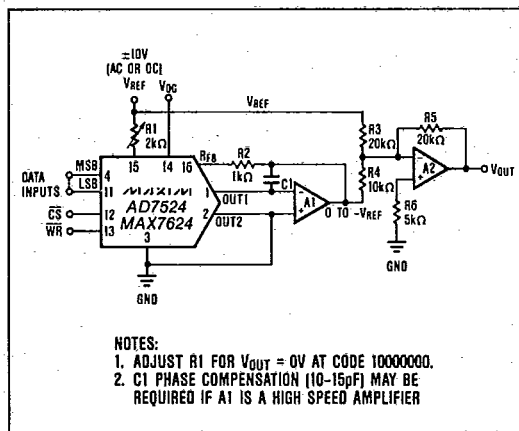 ±10V
(AC OR DC)
VREF
VDG
VREF
R1
2kΩ
R3
20kΩ
R5
20kΩ
15
14
16
RFB
R2
1kΩ
MSB
4
DATA
INPUTS
LSB
11
MAXIM
AD7524
MAX7624
1
OUT1
C1
-
+
A1
R4
10kΩ
-
+
A2
VOUT
CS
12
2
OUT2
0 TO -VREF
WR
13
3
R6
5kΩ
GND
GND
NOTES:
1. ADJUST R1 FOR VOUT = 0V AT CODE 10000000.
2. C1 PHASE COMPENSATION (10-15pF) MAY BE
REQUIRED IF A1 IS A HIGH SPEED AMPLIFIER